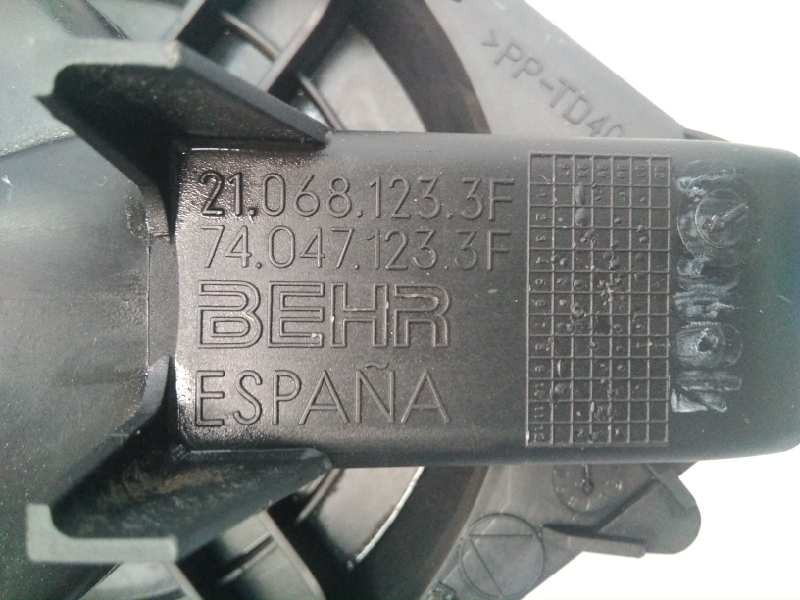 >PP-TD40
21.068.123.3F
74.047.123.3F
BEHR
ESPAÑA